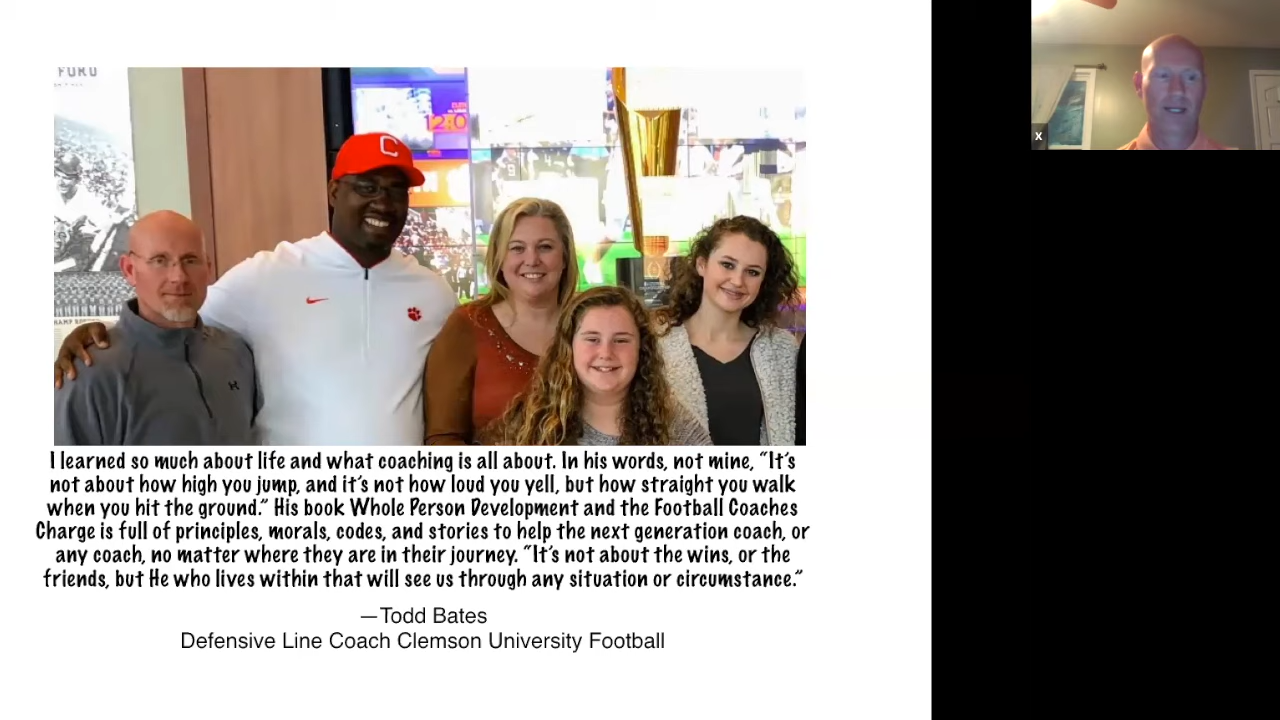 FORD
C
12:0
I learned so much about life and what coaching is all about. In his words, not mine, "It's
not about how high you jump, and it's not how loud you yell, but how straight you walk
when you hit the ground." His book Whole Person Development and the Football Coaches
Charge is full of principles, morals, codes, and stories to help the next generation coach, or
any coach, no matter where they are in their journey. "It's not about the wins, or the
friends, but He who lives within that will see us through any situation or circumstance."
—Todd Bates
Defensive Line Coach Clemson University Football
x